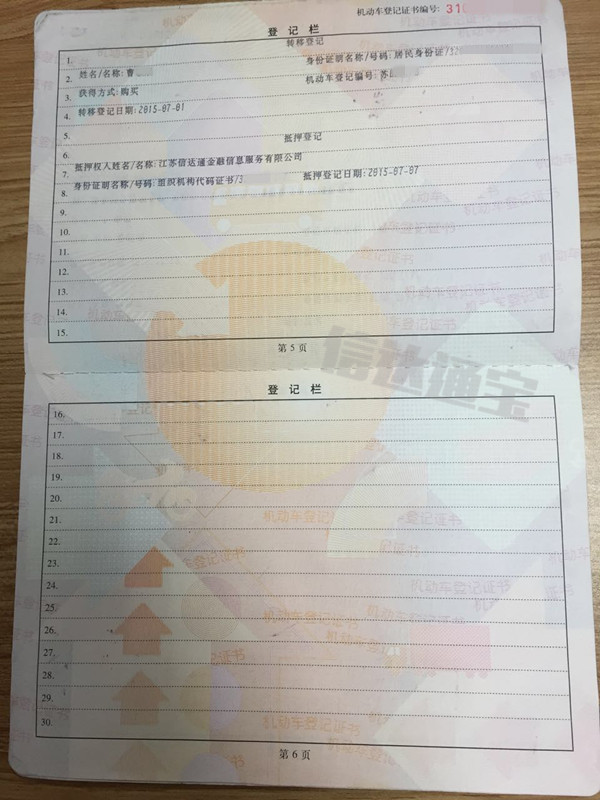 机动车登记证书编号: 310
登 记 栏
转移登记
1.
身份证明名称/号码:居民身份证/32
2. 姓名/名称:曹
机动车登记编号:苏
3. 获得方式:购买
4. 转移登记日期:2015-07-01
5.
抵押登记
6.
7. 抵押权人姓名/名称:江苏信达通金融信息服务有限公司
8. 身份证明名称/号码:组织机构代码证书/3 抵押登记日期:2015-07-07
9.
10.
11.
12.
13.
14.
15.
第 5 页
信达通宝
登 记 栏
16.
17.
18.
19.
20.
21.
22.
23.
24.
25.
26.
27.
28.
29.
30.
第 6 页